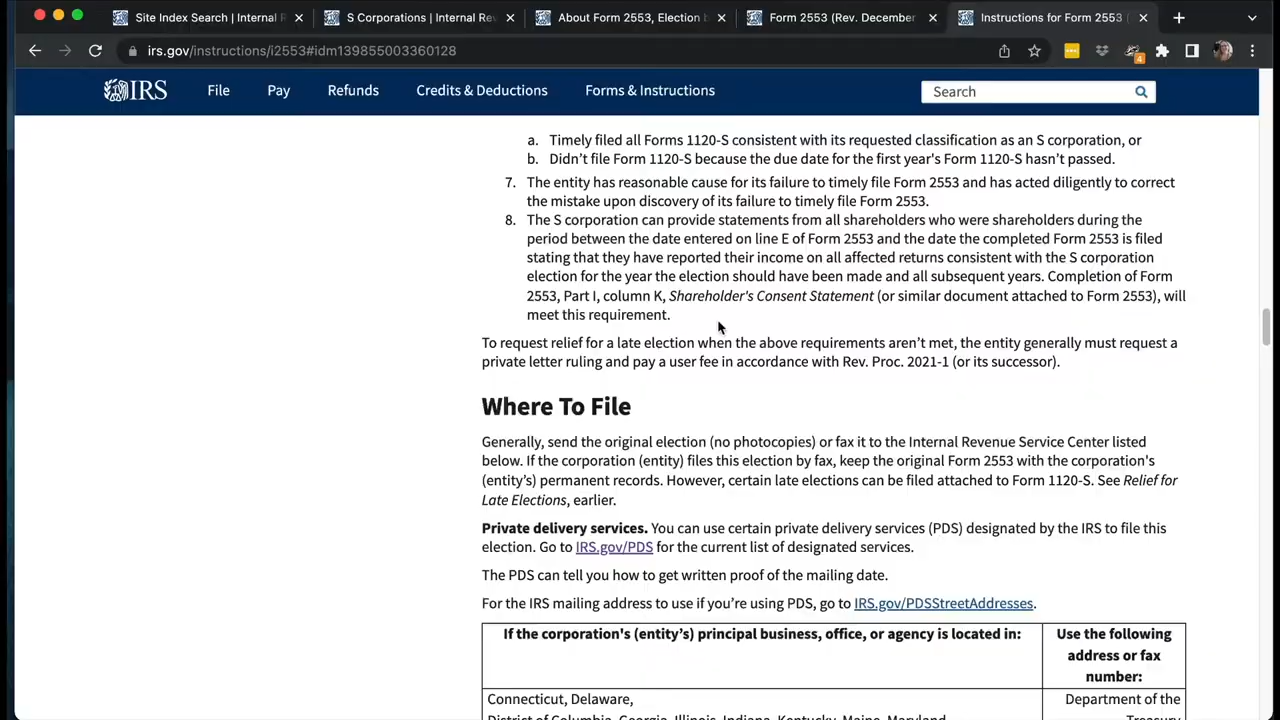 Site Index Search | Internal R
S Corporations | Internal Rev
About Form 2553, Election b
Form 2553 (Rev. December
Instructions for Form 2553 (
irs.gov/instructions/i2553#idm139855003360128
4
IRS
File
Pay
Refunds
Credits & Deductions
Forms & Instructions
Search
a. Timely filed all Forms 1120-S consistent with its requested classification as an S corporation, or
b. Didn't file Form 1120-S because the due date for the first year's Form 1120-S hasn't passed.
7. The entity has reasonable cause for its failure to timely file Form 2553 and has acted diligently to correct
the mistake upon discovery of its failure to timely file Form 2553.
8. The S corporation can provide statements from all shareholders who were shareholders during the
period between the date entered on line E of Form 2553 and the date the completed Form 2553 is filed
stating that they have reported their income on all affected returns consistent with the S corporation
election for the year the election should have been made and all subsequent years. Completion of Form
2553, Part I, column K, Shareholder's Consent Statement (or similar document attached to Form 2553), will
meet this requirement.
To request relief for a late election when the above requirements aren't met, the entity generally must request a
private letter ruling and pay a user fee in accordance with Rev. Proc. 2021-1 (or its successor).
Where To File
Generally, send the original election (no photocopies) or fax it to the Internal Revenue Service Center listed
below. If the corporation (entity) files this election by fax, keep the original Form 2553 with the corporation's
(entity's) permanent records. However, certain late elections can be filed attached to Form 1120-S. See Relief for
Late Elections, earlier.
Private delivery services. You can use certain private delivery services (PDS) designated by the IRS to file this
election. Go to IRS.gov/PDS for the current list of designated services.
The PDS can tell you how to get written proof of the mailing date.
For the IRS mailing address to use if you're using PDS, go to IRS.gov/PDSStreetAddresses.
If the corporation's (entity's) principal business, office, or agency is located in:
Use the following
address or fax
number:
Connecticut, Delaware,
Department of the
District of Columbia, Georgia, Illinois, Indiana, Kentucky, Maine, Maryland,
Treasury